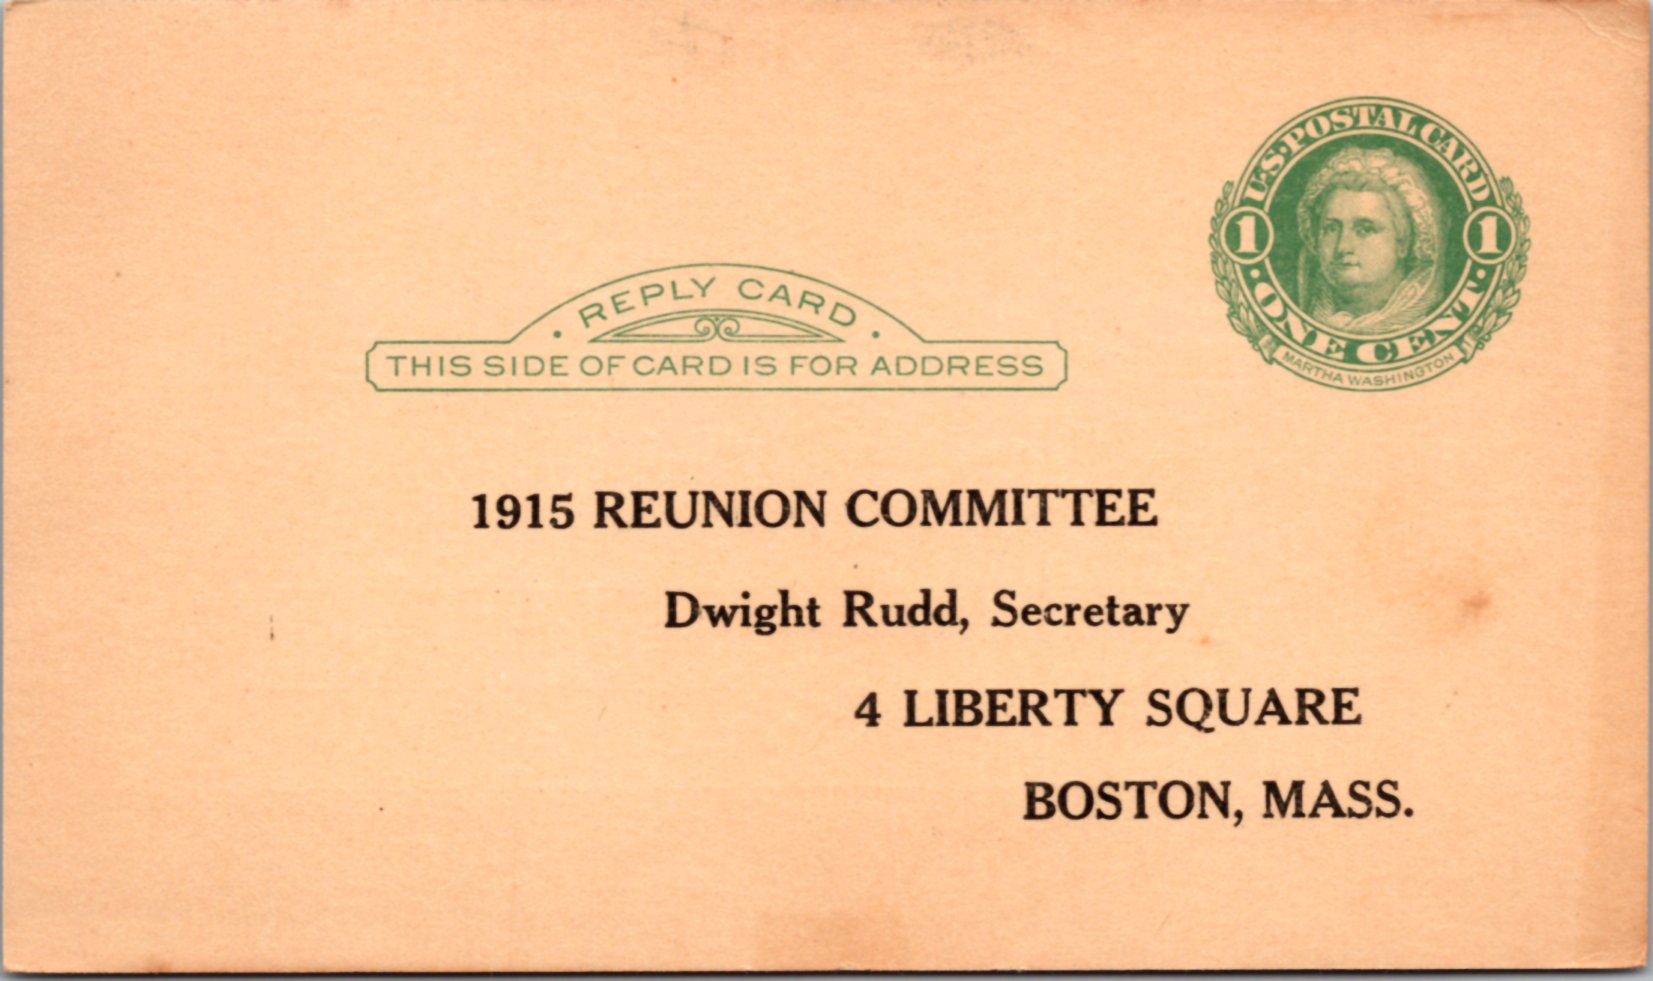 U.S. POSTAL CARD
1 1
· ONE CENT ·
MARTHA WASHINGTON
· REPLY CARD ·
THIS SIDE OF CARD IS FOR ADDRESS
1915 REUNION COMMITTEE
Dwight Rudd, Secretary
4 LIBERTY SQUARE
BOSTON, MASS.